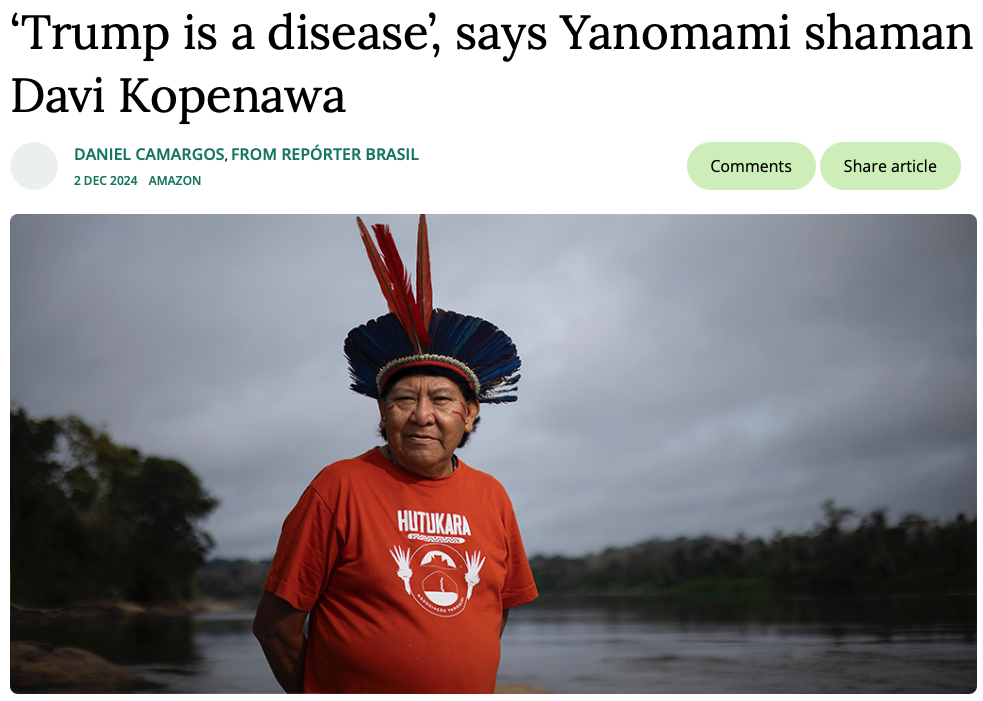 ‘Trump is a disease’, says Yanomami shaman
Davi Kopenawa
DANIEL CAMARGOS, FROM REPÓRTER BRASIL
2 DEC 2024 AMAZON
Comments
Share article
HUTUKARA
ASSOCIAÇÃO YANOMAMI